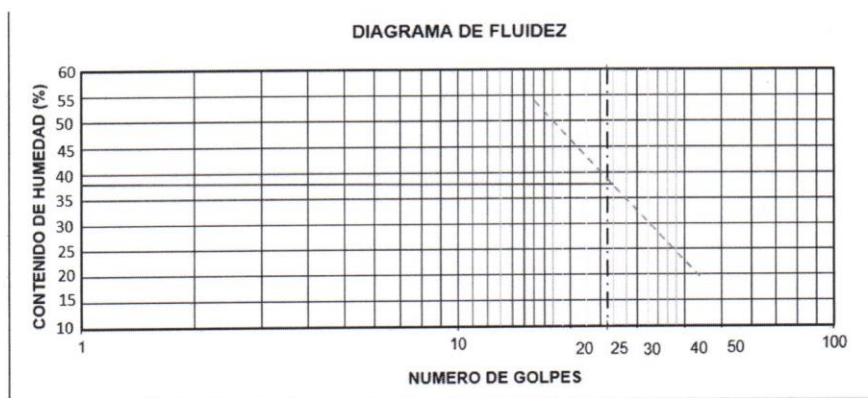 DIAGRAMA DE FLUIDEZ
CONTENIDO DE HUMEDAD (%)
60
55
50
45
40
35
30
25
20
15
10
1 10 20 25 30 40 50 100
NUMERO DE GOLPES